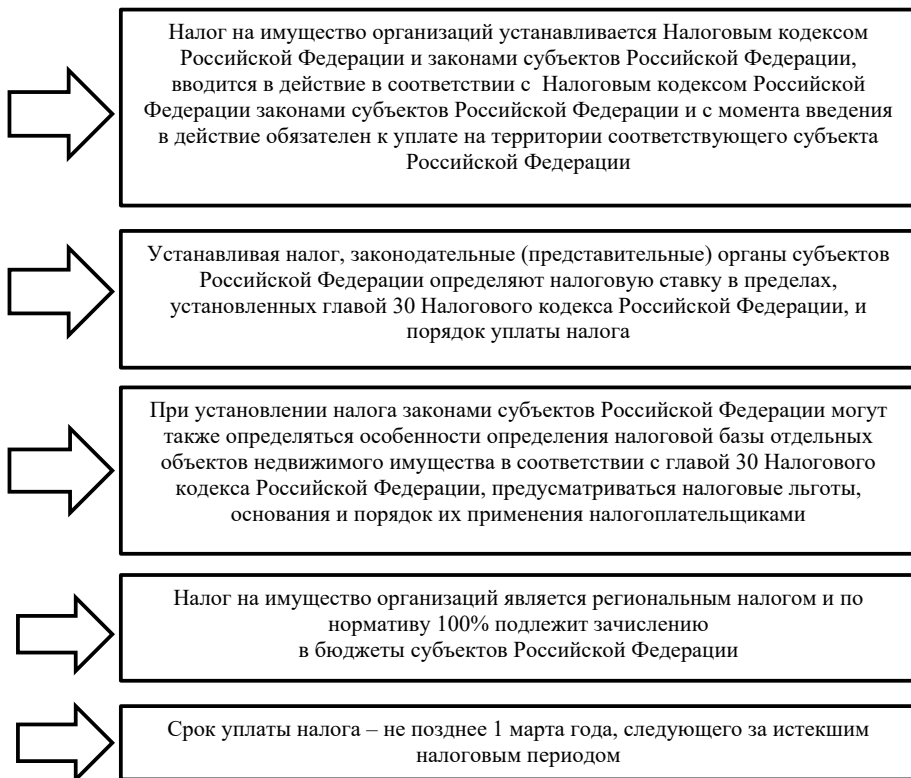 Налог на имущество организаций устанавливается Налоговым кодексом
Российской Федерации и законами субъектов Российской Федерации,
вводится в действие в соответствии с  Налоговым кодексом Российской
Федерации законами субъектов Российской Федерации и с момента введения
в действие обязателен к уплате на территории соответствующего субъекта
Российской Федерации
Устанавливая налог, законодательные (представительные) органы субъектов
Российской Федерации определяют налоговую ставку в пределах,
установленных главой 30 Налогового кодекса Российской Федерации, и
порядок уплаты налога
При установлении налога законами субъектов Российской Федерации могут
также определяться особенности определения налоговой базы отдельных
объектов недвижимого имущества в соответствии с главой 30 Налогового
кодекса Российской Федерации, предусматриваться налоговые льготы,
основания и порядок их применения налогоплательщиками
Налог на имущество организаций является региональным налогом и по
нормативу 100% подлежит зачислению
в бюджеты субъектов Российской Федерации
Срок уплаты налога – не позднее 1 марта года, следующего за истекшим
налоговым периодом